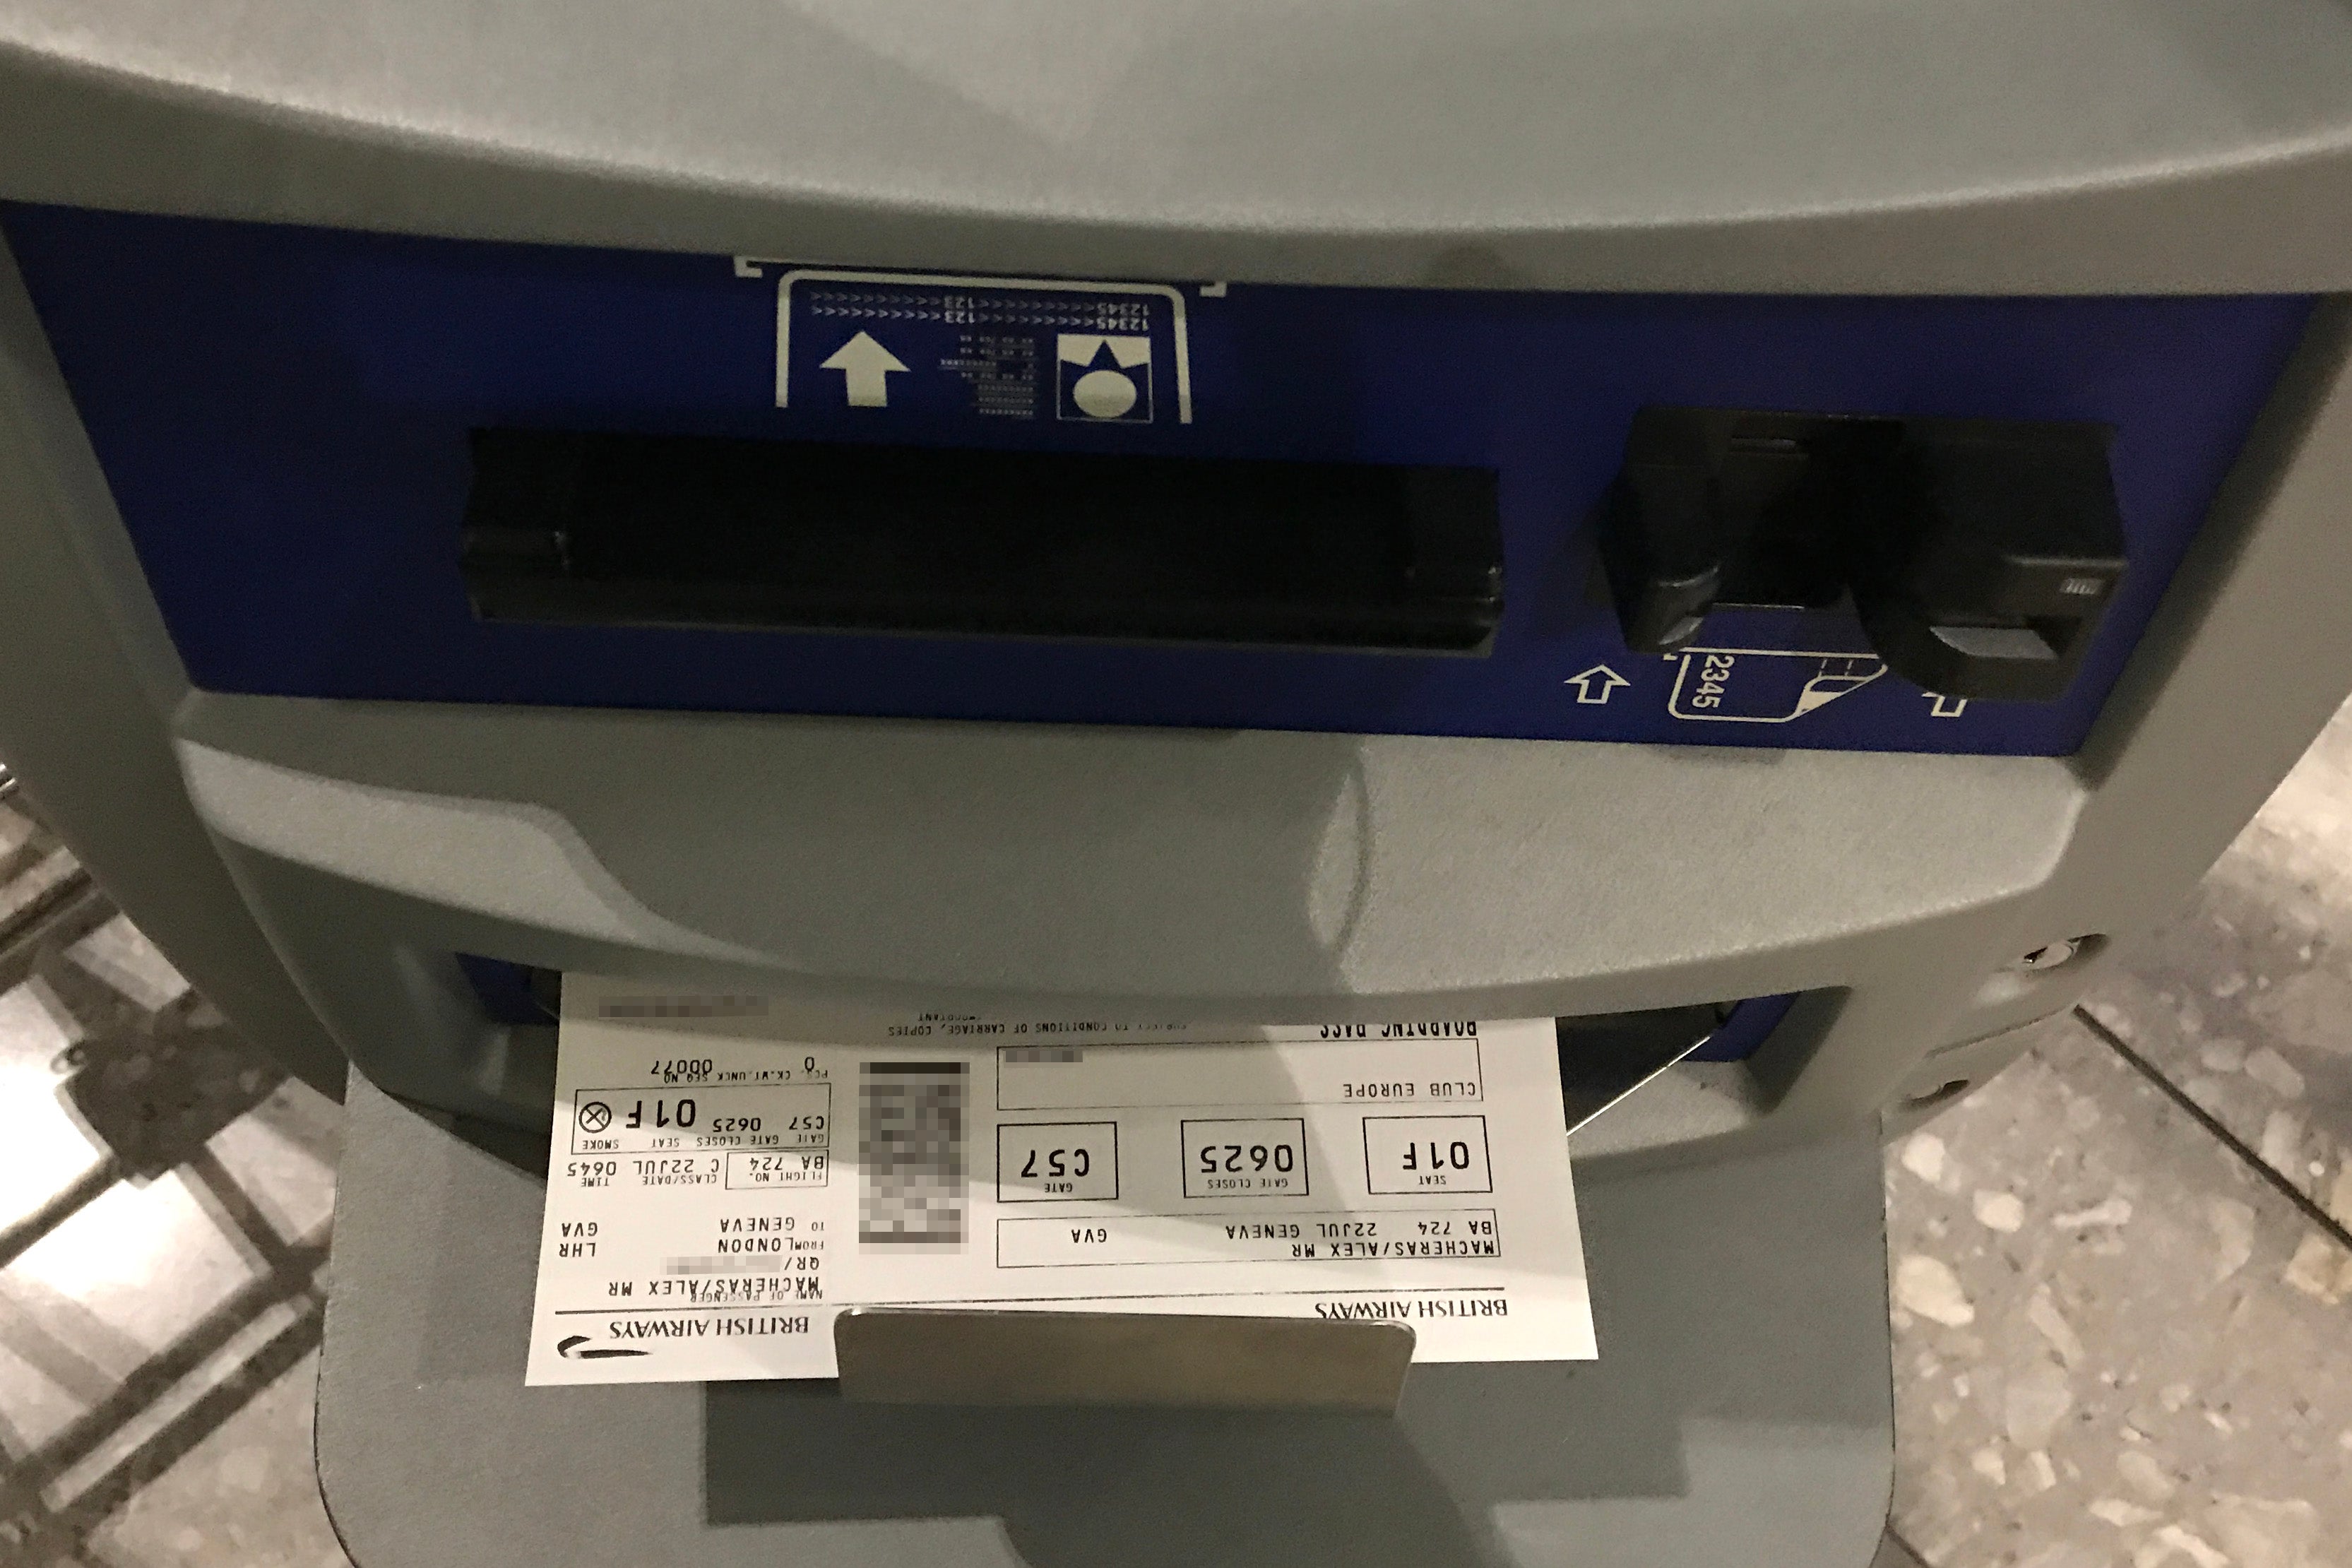 12345<<<<<<<<<<<123<<<<<<<<<<<
12345<<<<<<<<<<<123<<<<<<<<<<<
2345
BRITISH AIRWAYS
MACHERAS/ALEX MR
BA 724 22JUL GENEVA GVA
SEAT
01F
GATE CLOSES
0625
GATE
C57
CLUB EUROPE
BOARDING PASS
SUBJECT TO CONDITIONS OF CARRIAGE, COPIES
IMPORTANT
BRITISH AIRWAYS
NAME OF PASSENGER
MACHERAS/ALEX MR
QR/
FROM LONDON LHR
TO GENEVA GVA
FLIGHT NO. CLASS/DATE TIME
BA 724 C 22JUL 0645
GATE GATE CLOSES SEAT SMOKE
C57 0625 01F
PCS. CK.WT. UNCK SEQ NO
0 00077